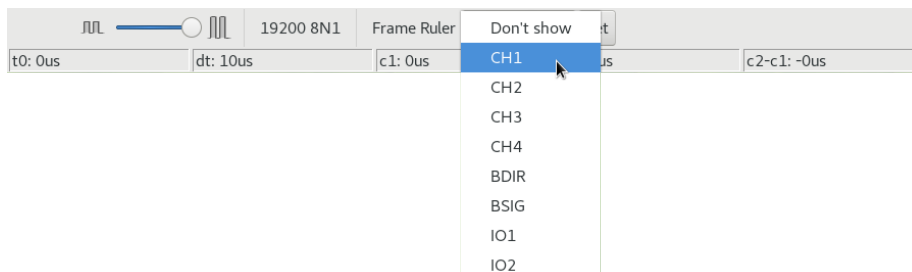 19200 8N1 Frame Ruler Don't show
t0: 0us dt: 10us c1: 0us CH1 c2-c1: -0us
CH2
CH3
CH4
BDIR
BSIG
IO1
IO2